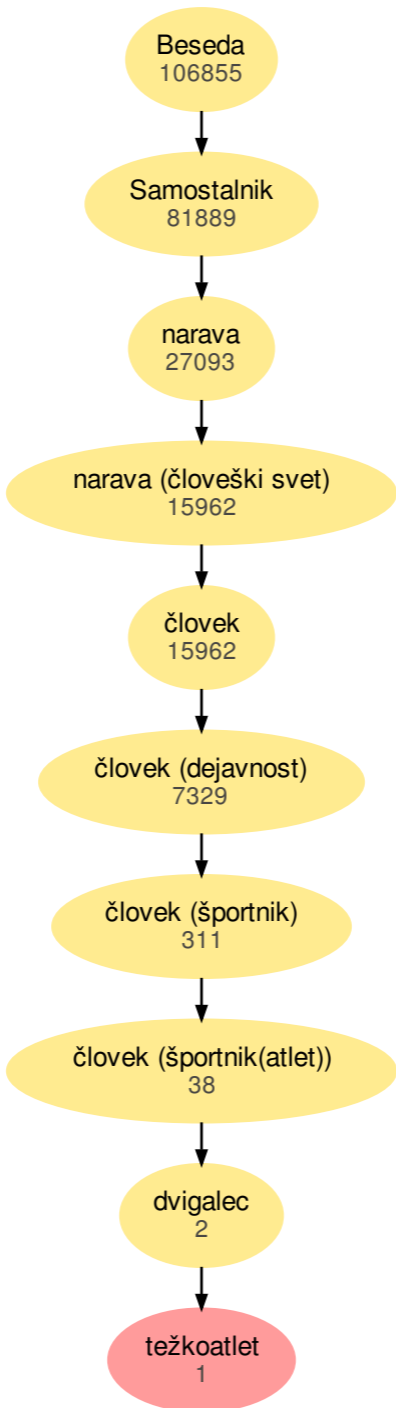 Beseda
106855
Samostalnik
81889
narava
27093
narava (človeški svet)
15962
človek
15962
človek (dejavnost)
7329
človek (športnik)
311
človek (športnik(atlet))
38
dvigalec
2
težkoatlet
1